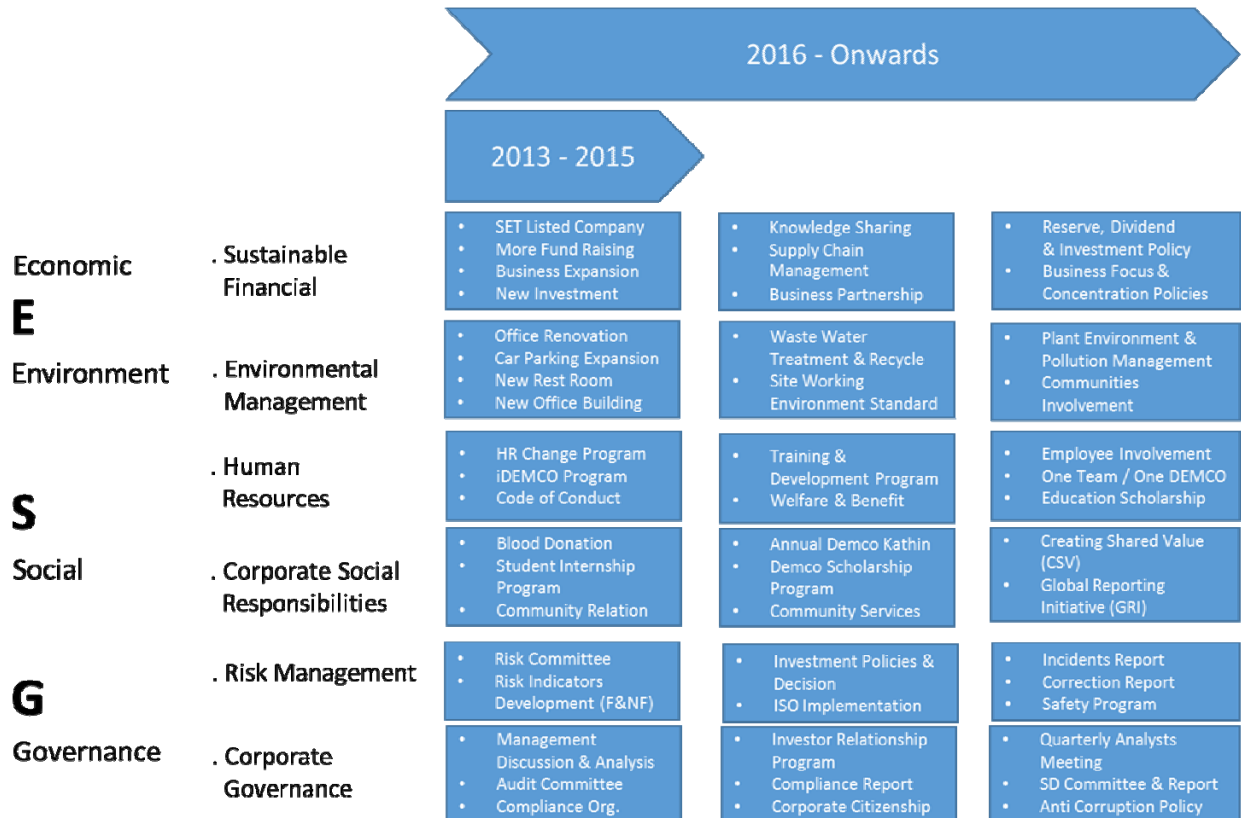 2016 - Onwards
2013 - 2015
Economic
E
Environment
. Sustainable
Financial
• SET Listed Company
• More Fund Raising
• Business Expansion
• New Investment
• Knowledge Sharing
• Supply Chain
Management
• Business Partnership
• Reserve, Dividend
& Investment Policy
• Business Focus &
Concentration Policies
. Environmental
Management
• Office Renovation
• Car Parking Expansion
• New Rest Room
• New Office Building
• Waste Water
Treatment & Recycle
• Site Working
Environment Standard
• Plant Environment &
Pollution Management
• Communities
Involvement
S
Social
. Human
Resources
• HR Change Program
• iDEMCO Program
• Code of Conduct
• Training &
Development Program
• Welfare & Benefit
• Employee Involvement
• One Team / One DEMCO
• Education Scholarship
. Corporate Social
Responsibilities
• Blood Donation
• Student Internship
Program
• Community Relation
• Annual Demco Kathin
• Demco Scholarship
Program
• Community Services
• Creating Shared Value
(CSV)
• Global Reporting
Initiative (GRI)
G
Governance
. Risk Management
• Risk Committee
• Risk Indicators
Development (F&NF)
• Investment Policies &
Decision
• ISO Implementation
• Incidents Report
• Correction Report
• Safety Program
. Corporate
Governance
• Management
Discussion & Analysis
• Audit Committee
• Compliance Org.
• Investor Relationship
Program
• Compliance Report
• Corporate Citizenship
• Quarterly Analysts
Meeting
• SD Committee & Report
• Anti Corruption Policy